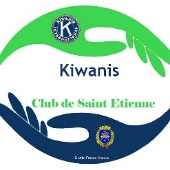 K
Kiwanis
Club de Saint Etienne